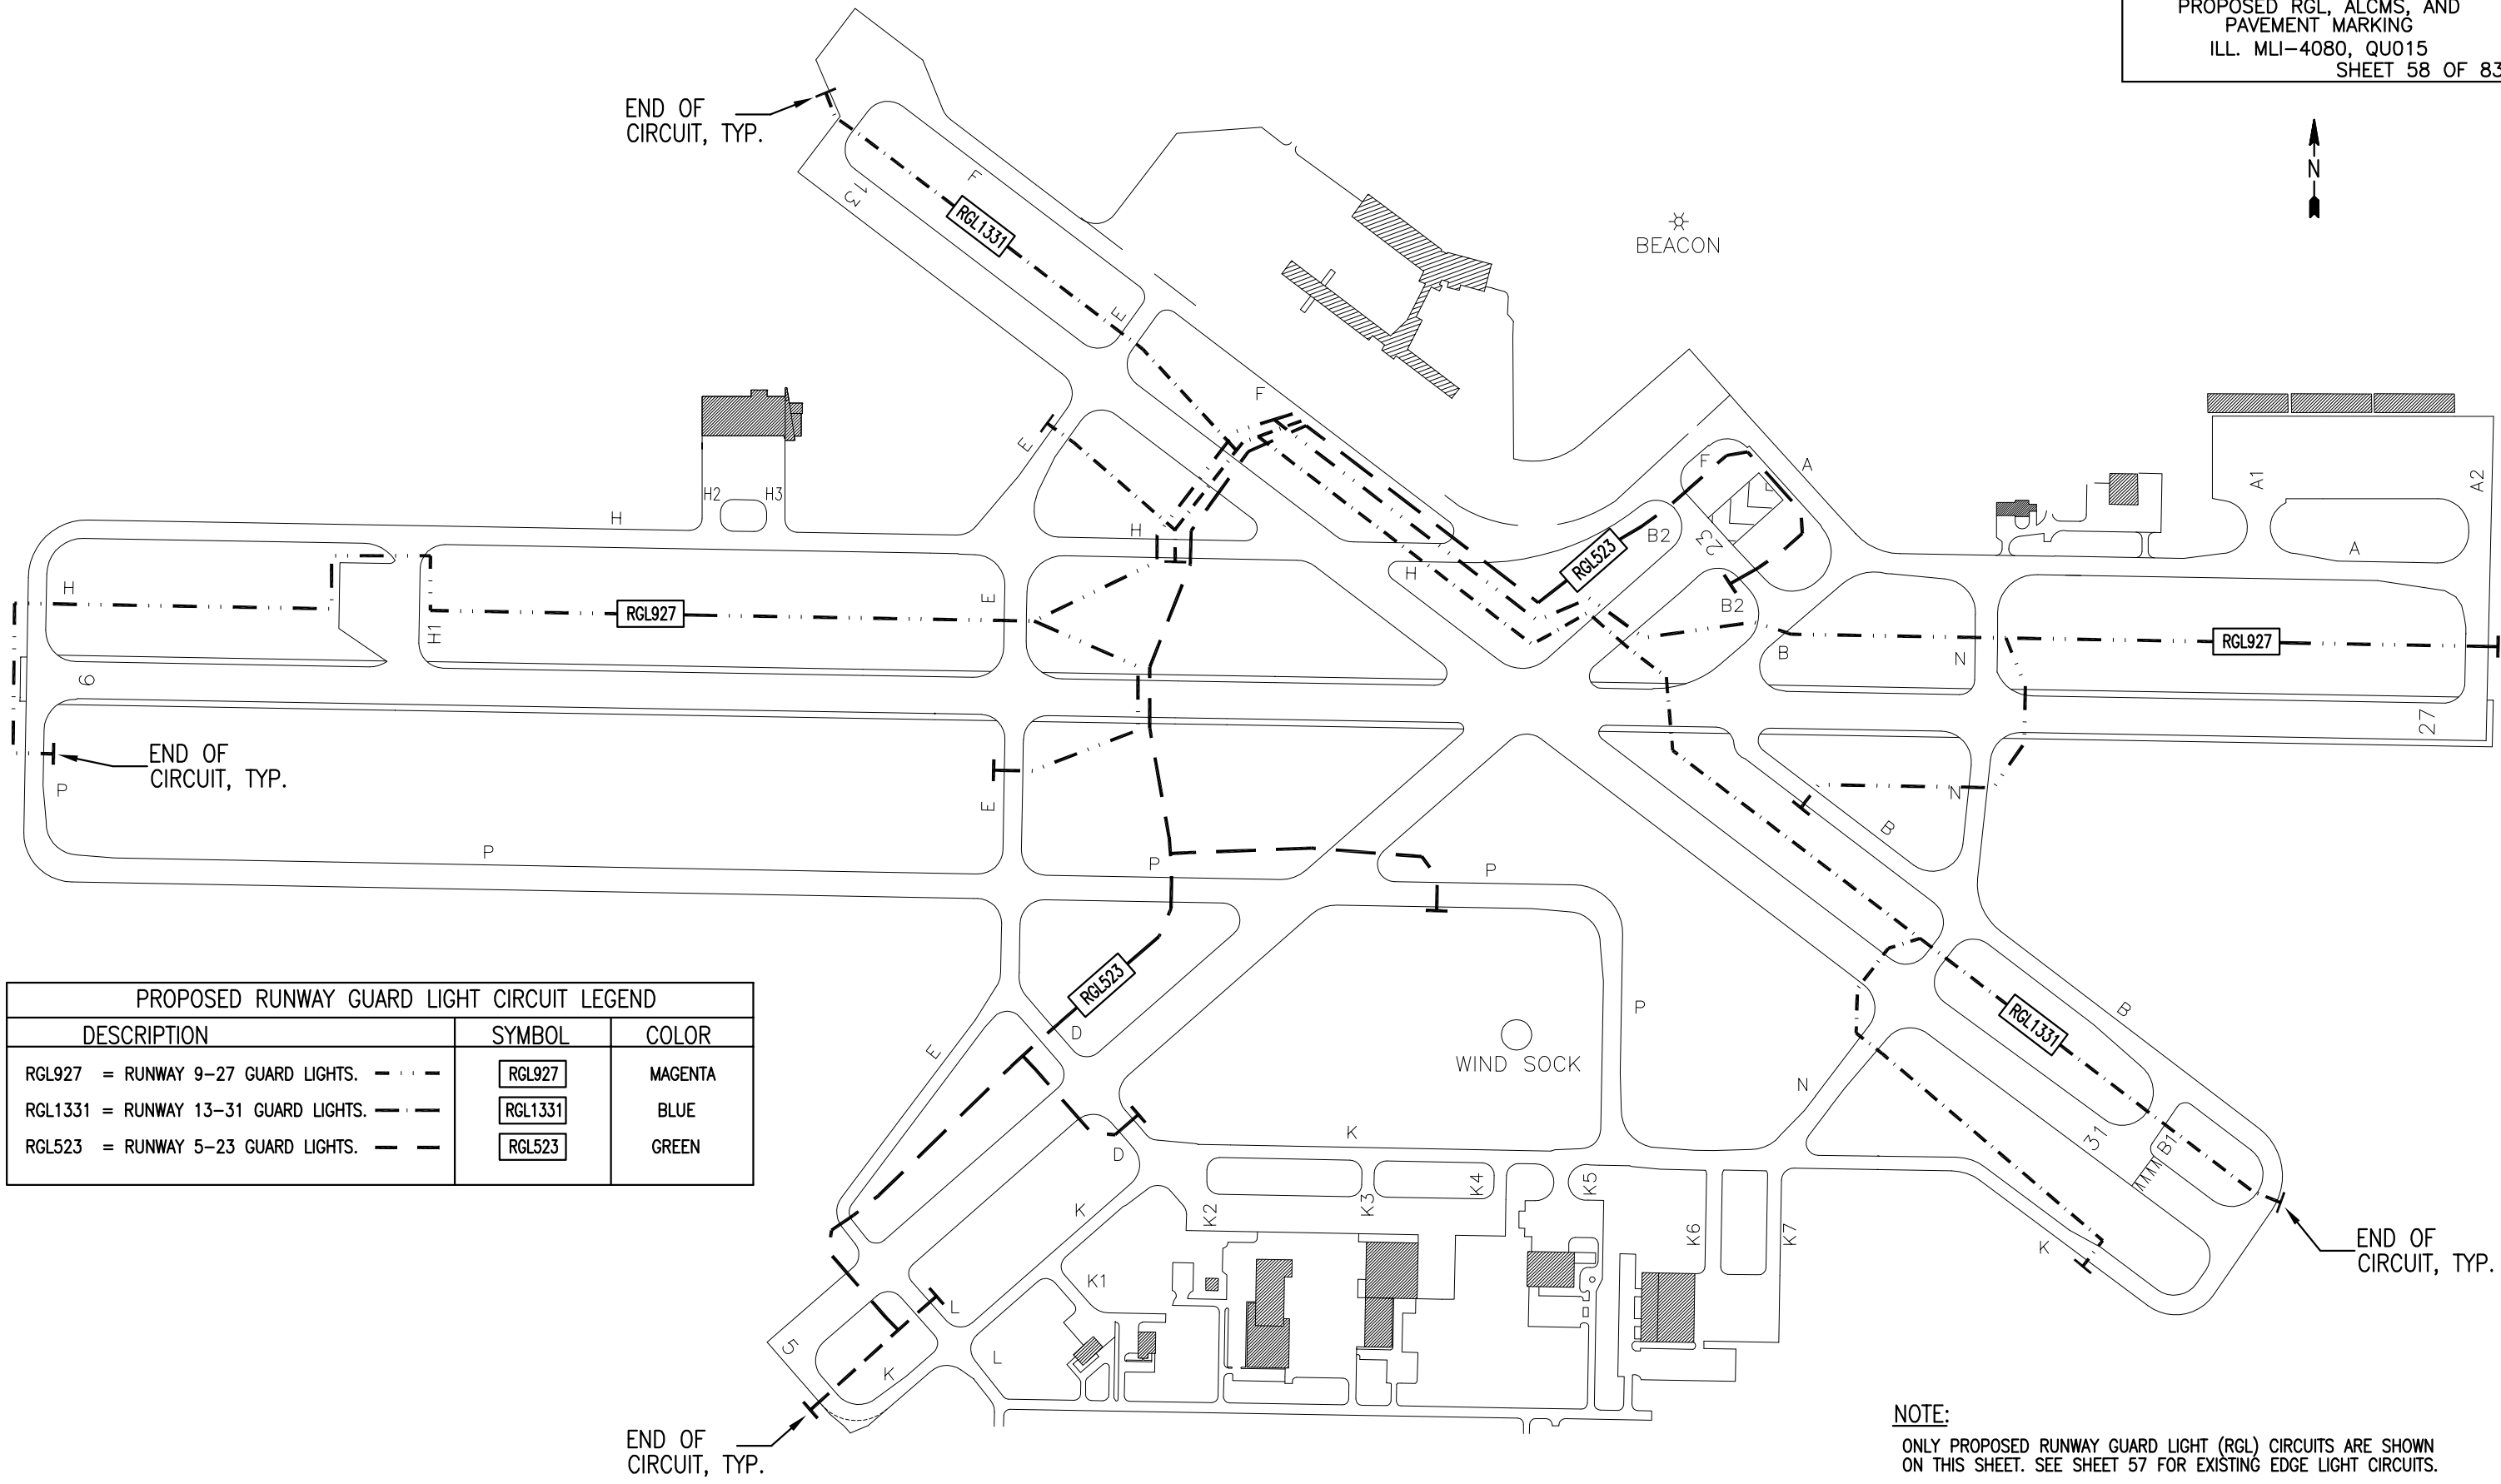 PROPOSED RGL, ALCMS, AND
PAVEMENT MARKING
ILL. MLI-4080, QU015
SHEET 58 OF 83
N
END OF
CIRCUIT, TYP.
F
13
RGL1331
E
BEACON
F
E
H2
H3
H
H
H
RGL523
B2
F
23
A
A1
A2
A
B2
H
H1
RGL927
E
B
N
RGL927
9
27
END OF
CIRCUIT, TYP.
P
E
N
B
P
P
P
RGL523
D
E
WIND SOCK
P
N
B
RGL1331
31
B1
PROPOSED RUNWAY GUARD LIGHT CIRCUIT LEGEND
DESCRIPTION SYMBOL COLOR
RGL927 = RUNWAY 9-27 GUARD LIGHTS. RGL927 MAGENTA
RGL1331 = RUNWAY 13-31 GUARD LIGHTS. RGL1331 BLUE
RGL523 = RUNWAY 5-23 GUARD LIGHTS. RGL523 GREEN
K
D
K
K2
K3
K4
K5
K6
K7
K
K1
L
L
5
K
END OF
CIRCUIT, TYP.
END OF
CIRCUIT, TYP.
NOTE:
ONLY PROPOSED RUNWAY GUARD LIGHT (RGL) CIRCUITS ARE SHOWN
ON THIS SHEET. SEE SHEET 57 FOR EXISTING EDGE LIGHT CIRCUITS.